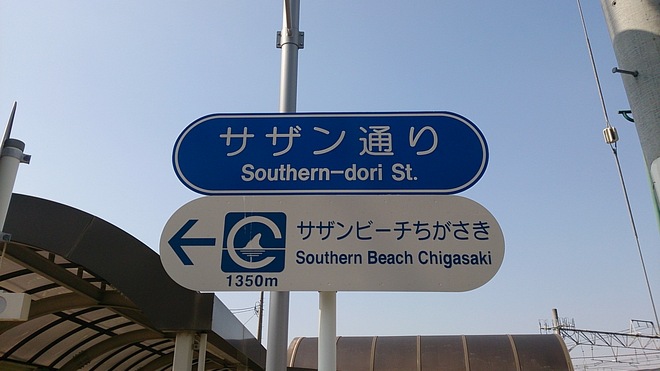 サザン通り
Southern-dori St.
サザンビーチちがさき
Southern Beach Chigasaki
1350m